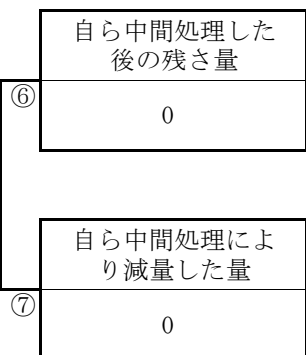 自ら中間処理した
後の残さ量
⑥
0
自ら中間処理によ
り減量した量
⑦
0